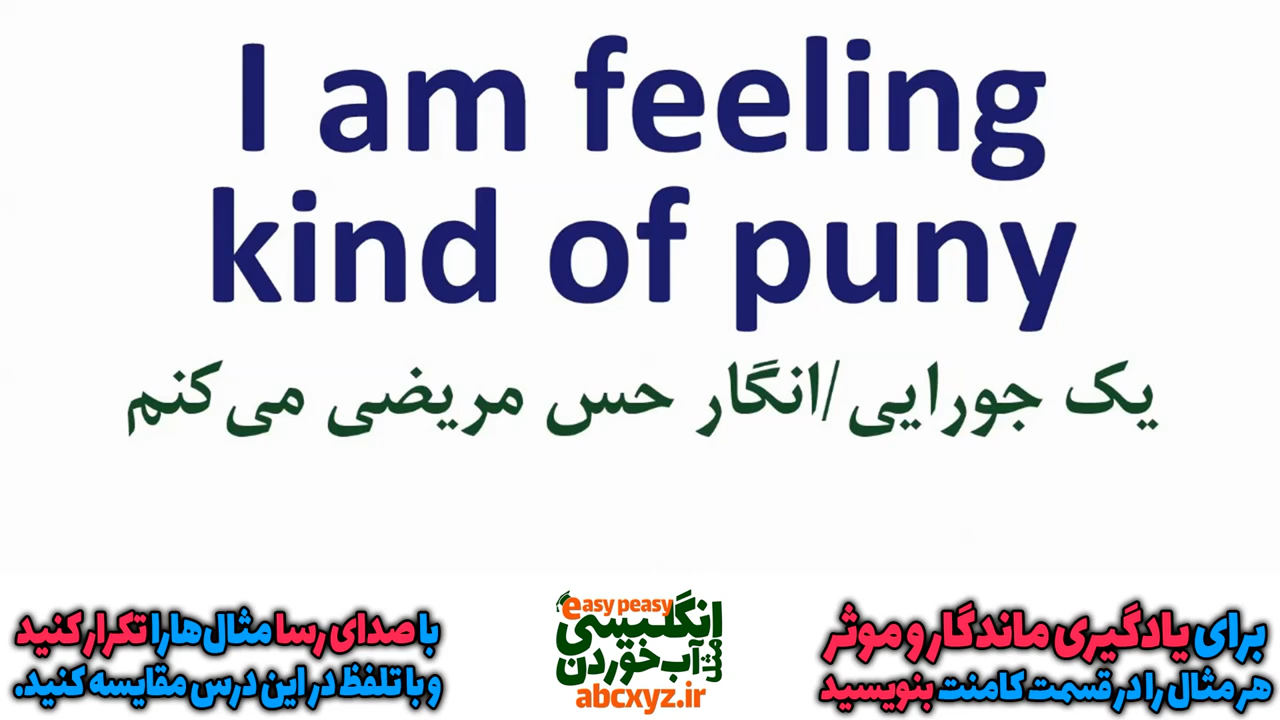 I am feeling
kind of puny
یک جورایی/انگار حس مریضی می‌کنم
برای یادگیری ماندگار و موثر
هر مثال را در قسمت کامنت بنویسید
easy peasy
انگلیسی
مثل آب خوردن
abcxyz.ir
با صدای رسا مثال‌ها را تکرار کنید
و با تلفظ در این درس مقایسه کنید.